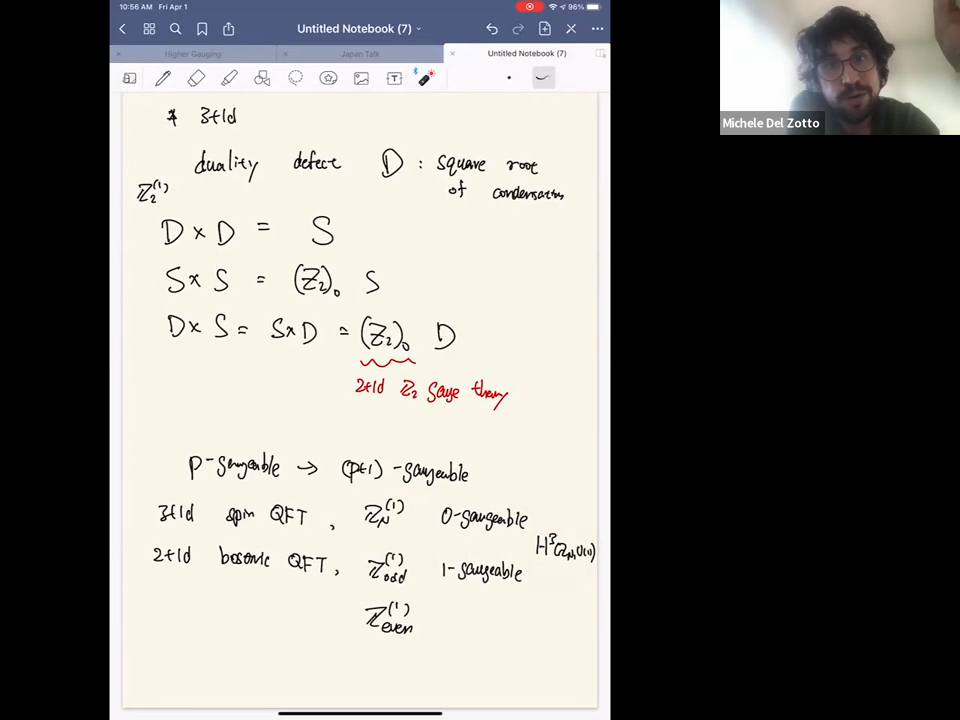 10:56 AM Fri Apr 1
96%
Untitled Notebook (7)
Higher Gauging
Japan Talk
Untitled Notebook (7)
* 3+1d
duality defect D : square root of condensation
ℤ₂⁽¹⁾
D × D = S
S × S = (ℤ₂)₀ S
D × S = S × D = (ℤ₂)₀ D
2+1d ℤ₂ gauge theory
p-gaugeable → (p+1)-gaugeable
3+1d spin QFT, ℤ_N⁽¹⁾ 0-gaugeable
H³(ℤ_N, U(1))
2+1d bosonic QFT, ℤ_odd⁽¹⁾ 1-gaugeable
ℤ_even⁽¹⁾
Michele Del Zotto